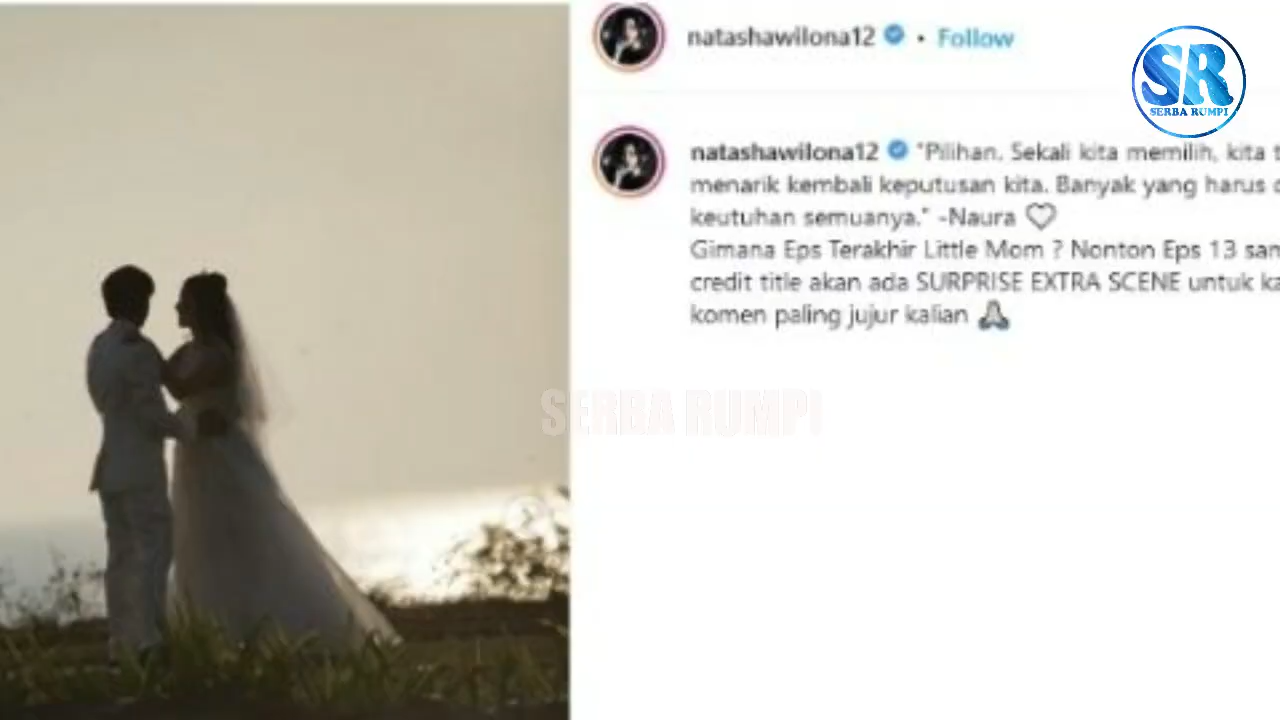 natashawilona12 • Follow
SR
SERBA RUMPI
natashawilona12 "Pilihan. Sekali kita memilih, kita
menarik kembali keputusan kita. Banyak yang harus
keutuhan semuanya." -Naura
Gimana Eps Terakhir Little Mom ? Nonton Eps 13
credit title akan ada SURPRISE EXTRA SCENE untuk
komen paling jujur kalian
SERBA RUMPI